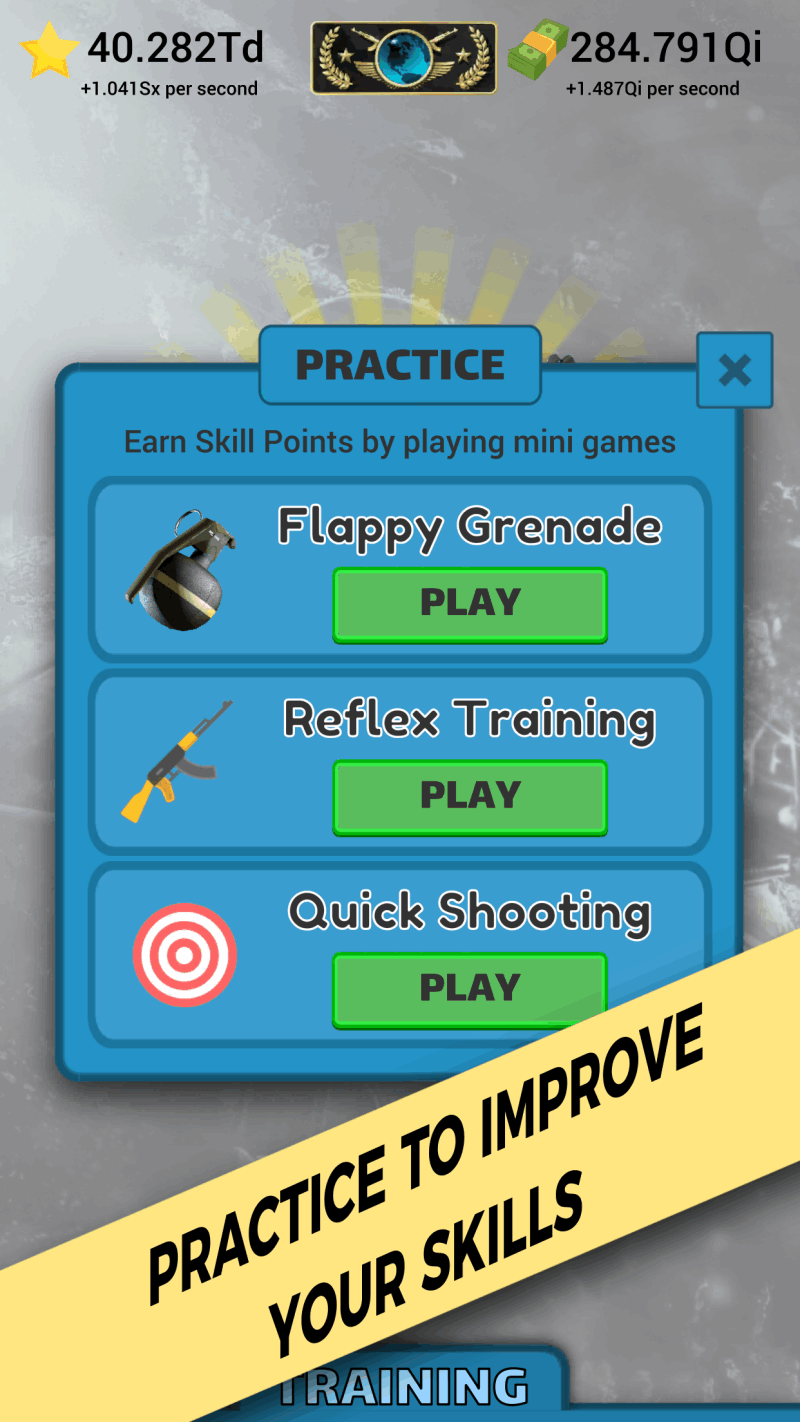 40.282Td
+1.041Sx per second
284.791Qi
+1.487Qi per second
PRACTICE
Earn Skill Points by playing mini games
Flappy Grenade
PLAY
Reflex Training
PLAY
Quick Shooting
PLAY
PRACTICE TO IMPROVE
YOUR SKILLS
TRAINING